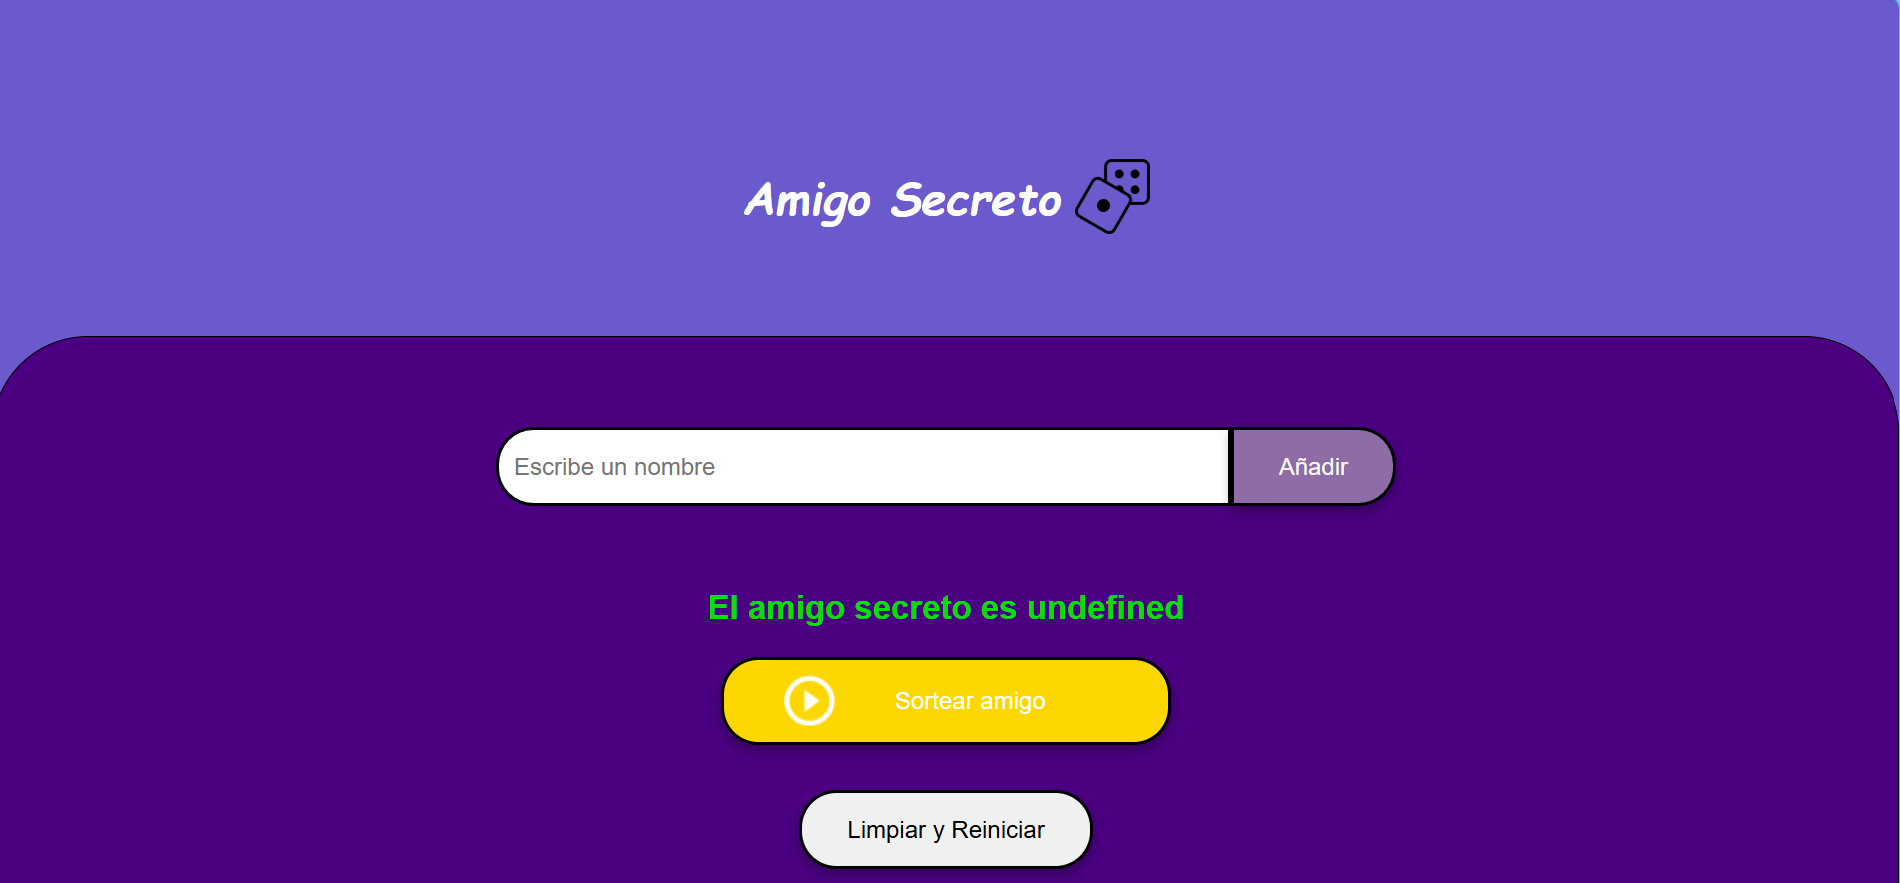 Amigo Secreto
Escribe un nombre
Añadir
El amigo secreto es undefined
Sortear amigo
Limpiar y Reiniciar